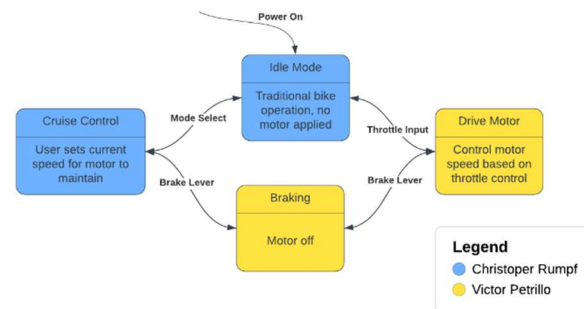 Power On
Idle Mode
Traditional bike
operation, no
motor applied
Cruise Control
User sets current
speed for motor to
maintain
Mode Select
Throttle Input
Drive Motor
Control motor
speed based on
throttle control
Brake Lever
Brake Lever
Braking
Motor off
Legend
Christoper Rumpf
Victor Petrillo